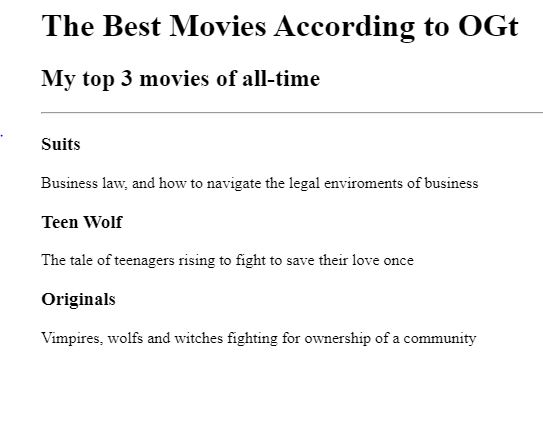 The Best Movies According to OGt
My top 3 movies of all-time
Suits
Business law, and how to navigate the legal enviroments of business
Teen Wolf
The tale of teenagers rising to fight to save their love once
Originals
Vimpires, wolfs and witches fighting for ownership of a community